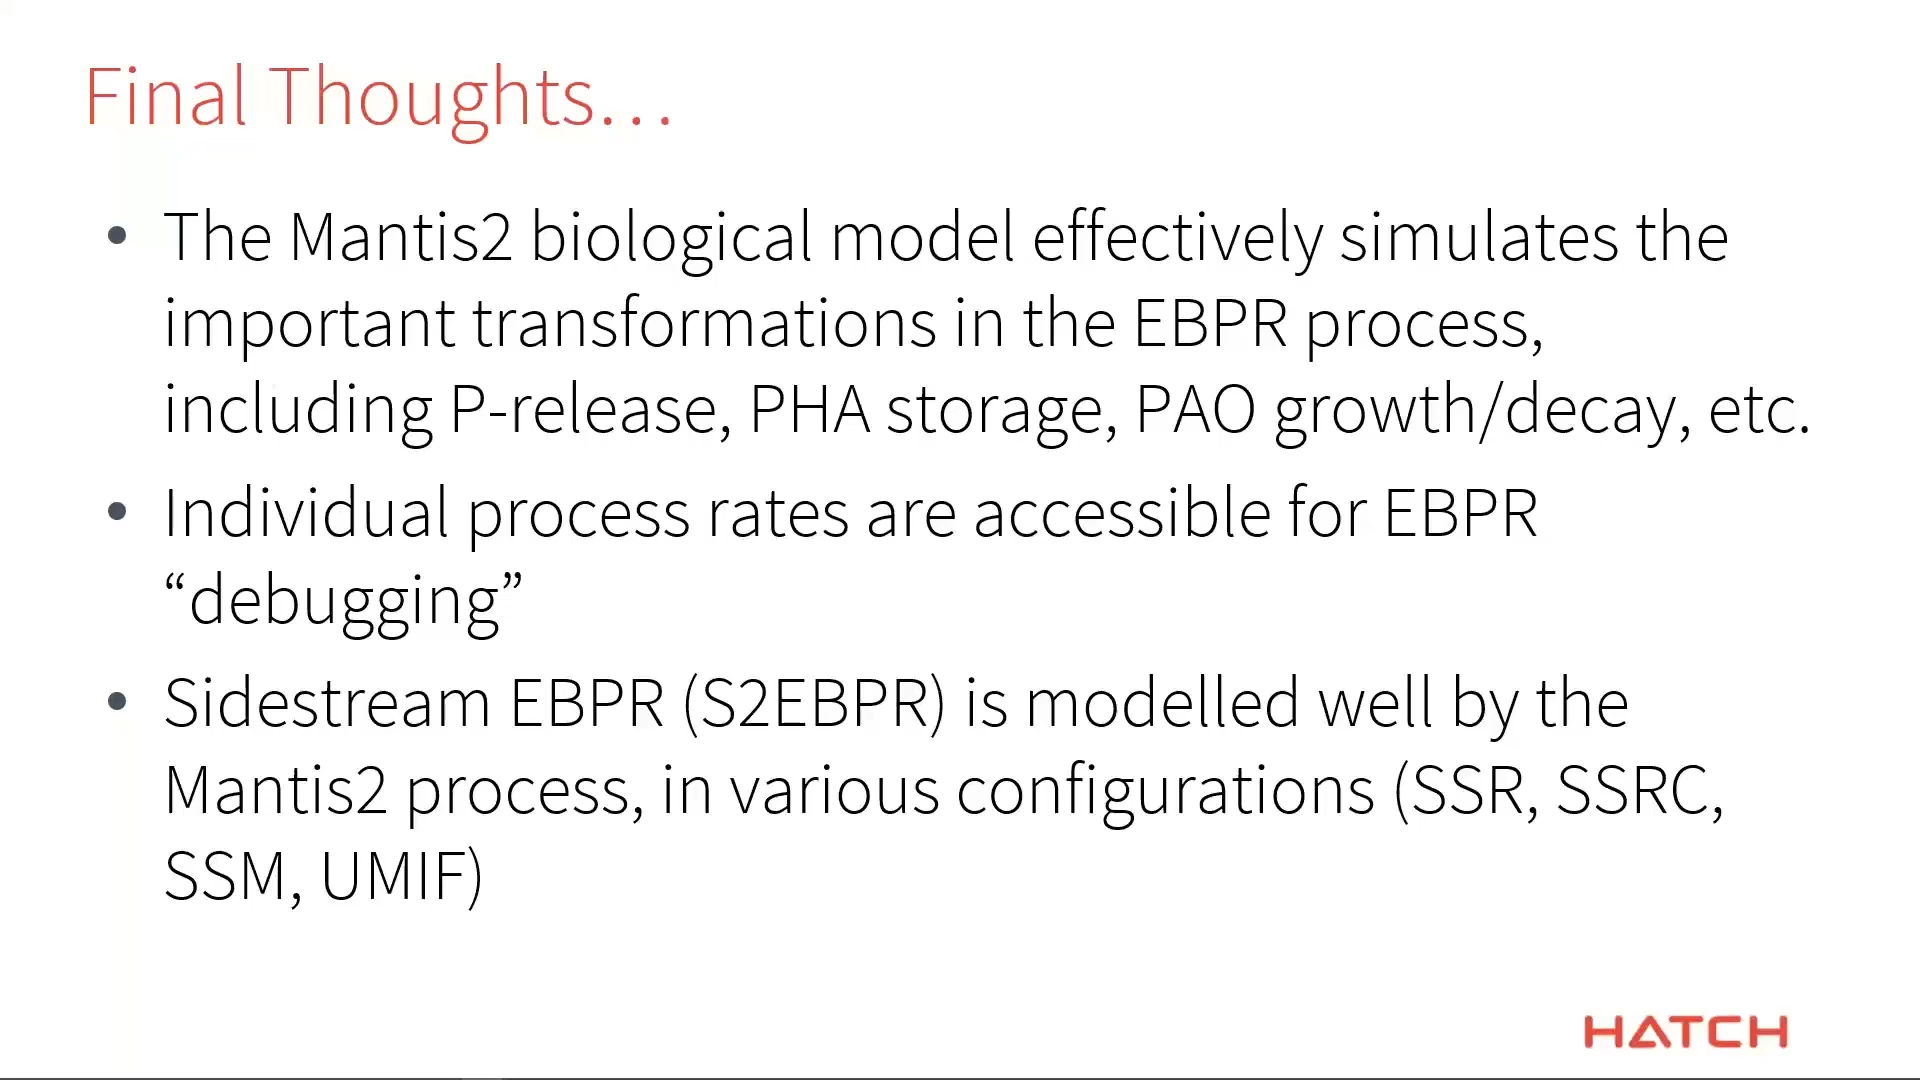 Final Thoughts...
• The Mantis2 biological model effectively simulates the
important transformations in the EBPR process,
including P-release, PHA storage, PAO growth/decay, etc.
• Individual process rates are accessible for EBPR
“debugging”
• Sidestream EBPR (S2EBPR) is modelled well by the
Mantis2 process, in various configurations (SSR, SSRC,
SSM, UMIF)
HATCH